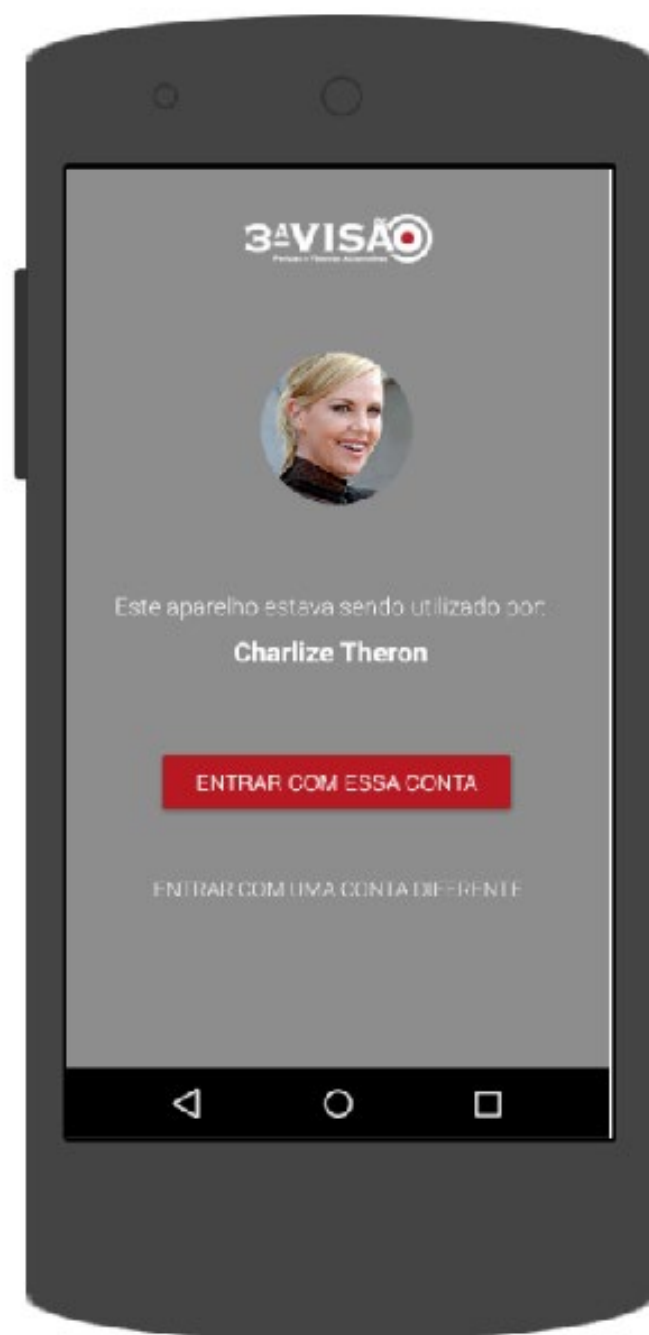 3ªVISÃO
Este aparelho estava sendo utilizado por:
Charlize Theron
ENTRAR COM ESSA CONTA
ENTRAR COM UMA CONTA DIFERENTE